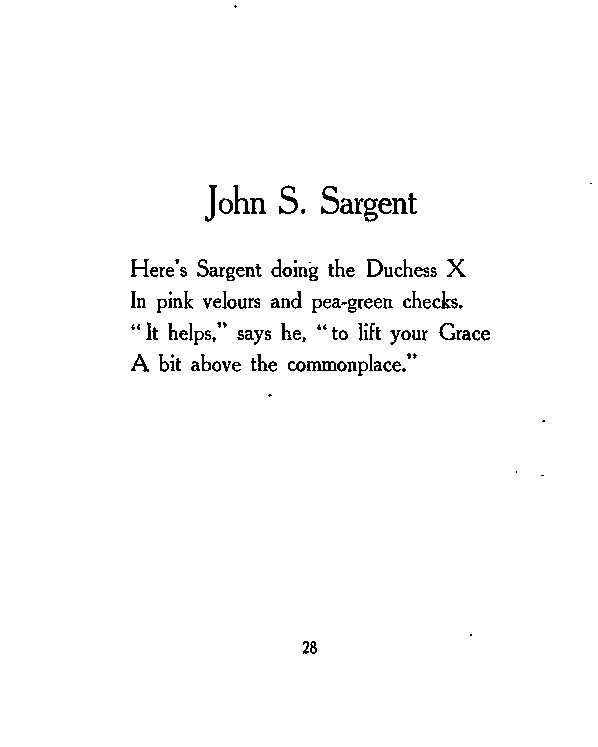 John S. Sargent
Here's Sargent doing the Duchess X
In pink velours and pea-green checks.
“It helps,” says he, “to lift your Grace
A bit above the commonplace.”
28